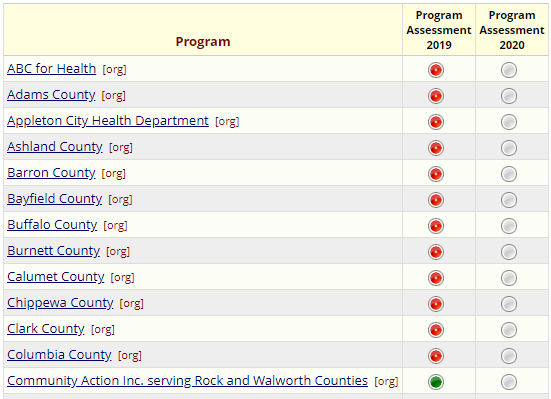 Program
Program Assessment 2019
Program Assessment 2020
ABC for Health [org]
Adams County [org]
Appleton City Health Department [org]
Ashland County [org]
Barron County [org]
Bayfield County [org]
Buffalo County [org]
Burnett County [org]
Calumet County [org]
Chippewa County [org]
Clark County [org]
Columbia County [org]
Community Action Inc. serving Rock and Walworth Counties [org]